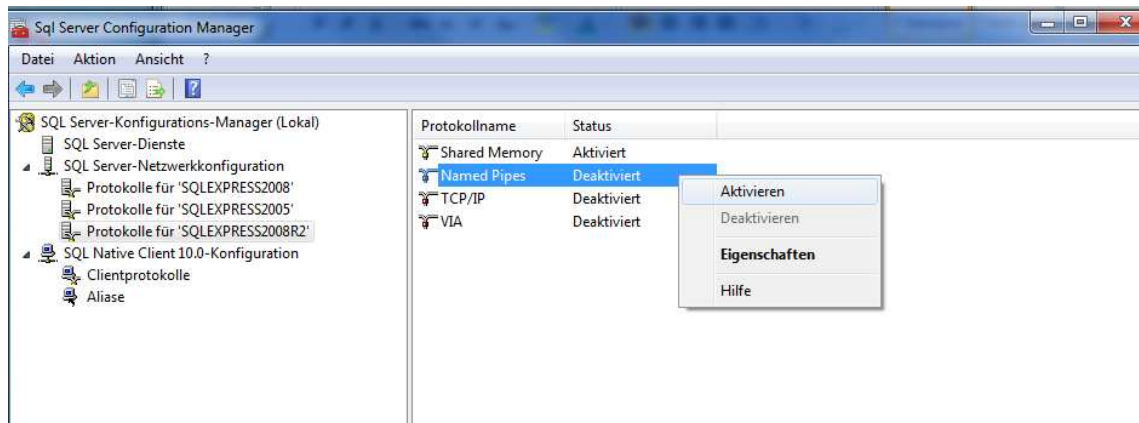 Sql Server Configuration Manager
Datei Aktion Ansicht ?
SQL Server-Konfigurations-Manager (Lokal)
SQL Server-Dienste
SQL Server-Netzwerkkonfiguration
Protokolle für 'SQLEXPRESS2008'
Protokolle für 'SQLEXPRESS2005'
Protokolle für 'SQLEXPRESS2008R2'
SQL Native Client 10.0-Konfiguration
Clientprotokolle
Aliase
Protokollname Status
Shared Memory Aktiviert
Named Pipes Deaktiviert
TCP/IP Deaktiviert
VIA Deaktiviert
Aktivieren
Deaktivieren
Eigenschaften
Hilfe